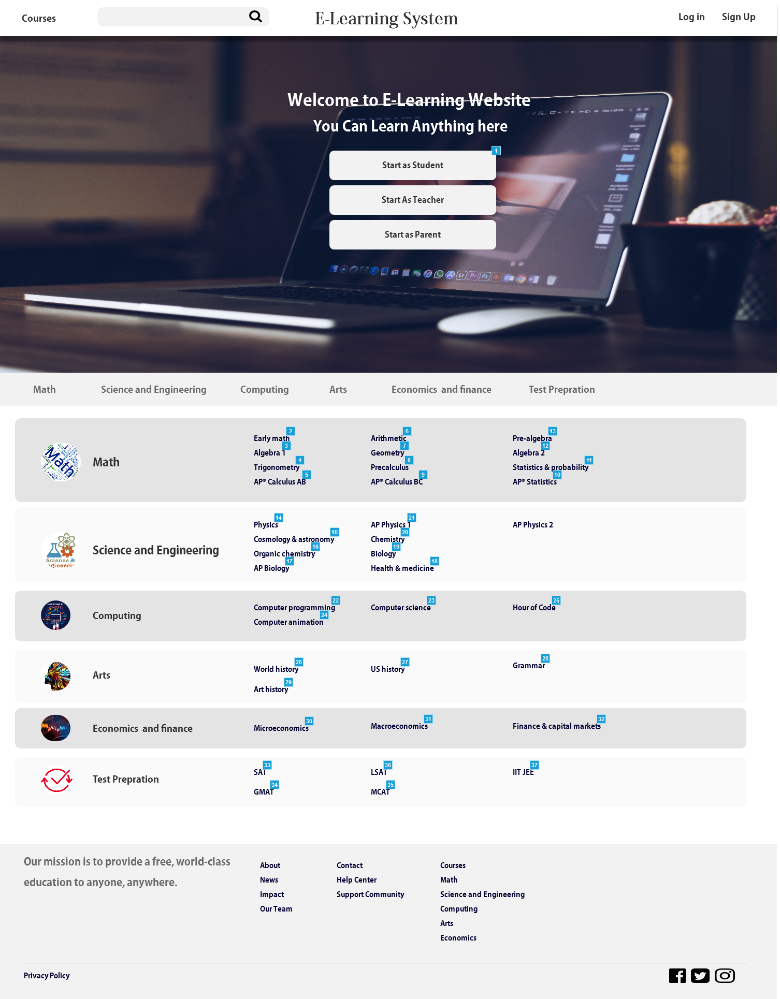 Courses
E-Learning System
Log in
Sign Up
Welcome to E-Learning Website
You Can Learn Anything here
1
Start as Student
Start As Teacher
Start as Parent
Math
Science and Engineering
Computing
Arts
Economics and finance
Test Prepration
Math
Early math 2
Arithmetic 6
Pre-algebra 13
Algebra 1 3
Geometry 7
Algebra 2 12
Trigonometry 4
Precalculus 8
Statistics & probability 11
AP® Calculus AB 5
AP® Calculus BC 9
AP® Statistics 10
Science and Engineering
Science &
Physics 14
AP Physics 1 21
AP Physics 2
Cosmology & astronomy 15
Chemistry 20
Organic chemistry 16
Biology 19
AP Biology 17
Health & medicine 18
Computing
Computer programming 22
Computer science 23
Hour of Code 25
Computer animation 24
Arts
World history 26
US history 27
Grammar 28
Art history 29
Economics and finance
Microeconomics 30
Macroeconomics 31
Finance & capital markets 32
Test Prepration
SAT 33
LSAT 36
IIT JEE 37
GMAT 34
MCAT 35
Our mission is to provide a free, world-class
education to anyone, anywhere.
About
News
Impact
Our Team
Contact
Help Center
Support Community
Courses
Math
Science and Engineering
Computing
Arts
Economics
Privacy Policy